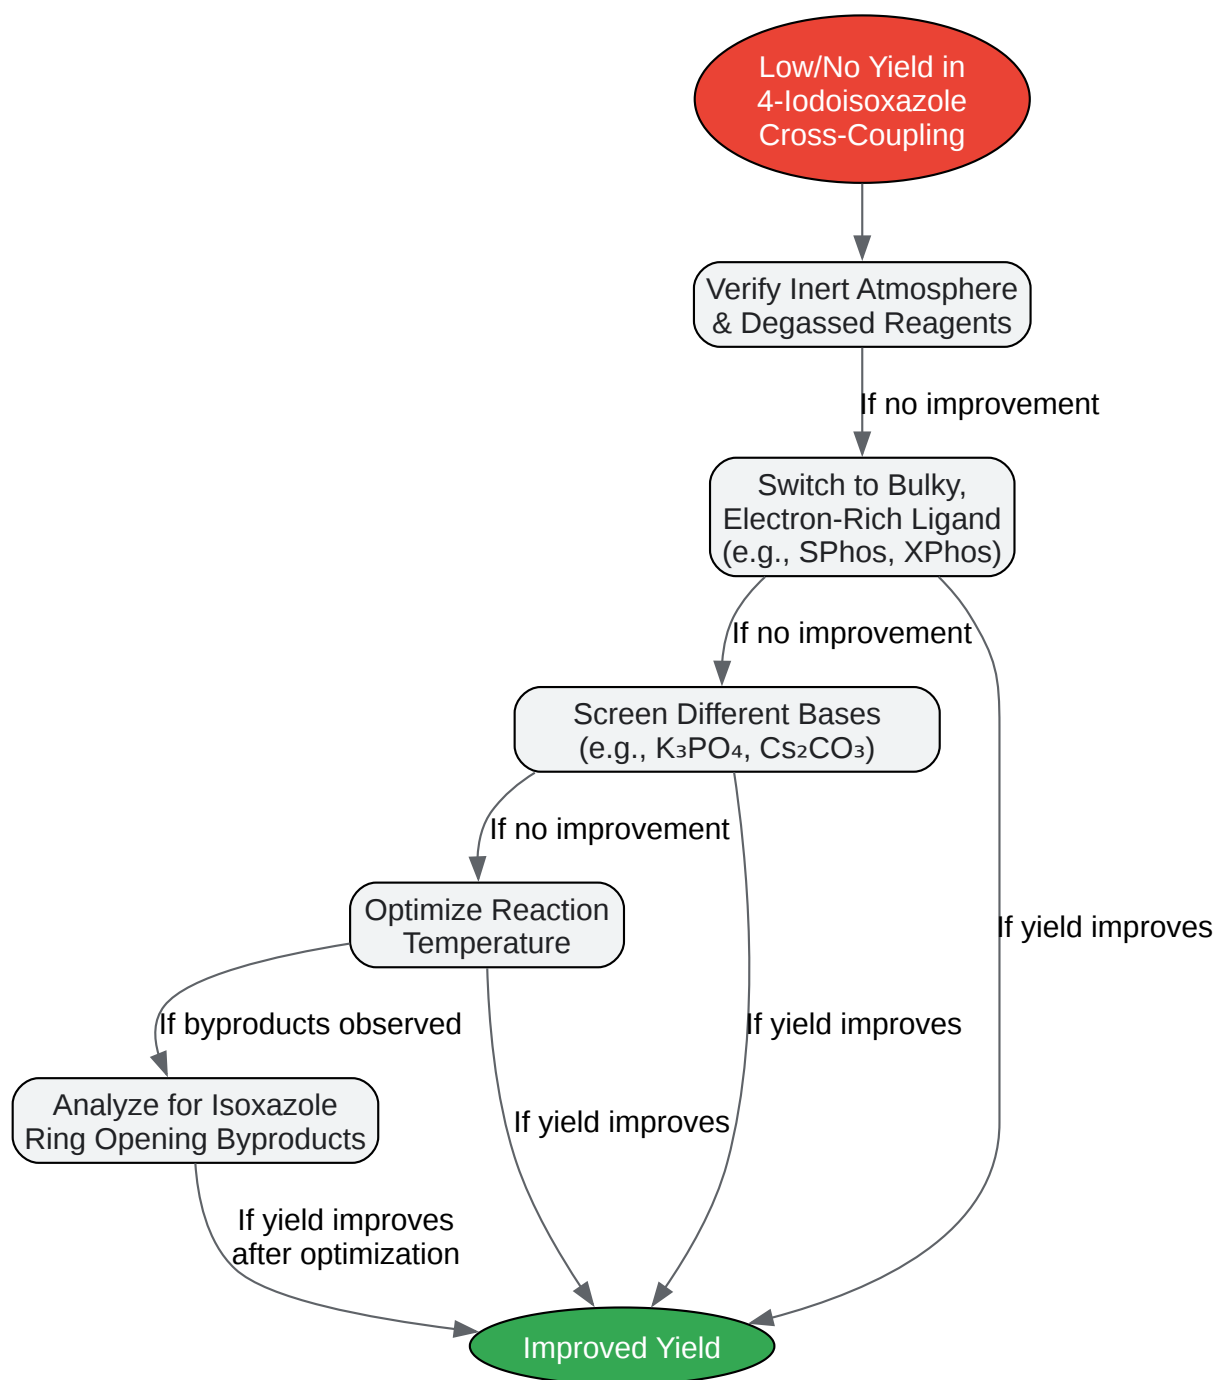 Low/No Yield in
4-Iodoisoxazole
Cross-Coupling
Verify Inert Atmosphere
& Degassed Reagents
If no improvement
Switch to Bulky,
Electron-Rich Ligand
(e.g., SPhos, XPhos)
If no improvement
Screen Different Bases
(e.g., K₃PO₄, Cs₂CO₃)
If no improvement
Optimize Reaction
Temperature
If yield improves
If byproducts observed
If yield improves
Analyze for Isoxazole
Ring Opening Byproducts
If yield improves
If yield improves
after optimization
Improved Yield